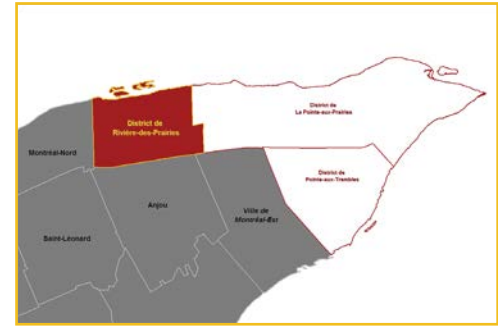 District de
La Pointe-aux-Prairies
District de
Rivière-des-Prairies
Montréal-Nord
District de
Pointe-aux-Trembles
Anjou
Ville de
Montréal-Est
Saint-Léonard